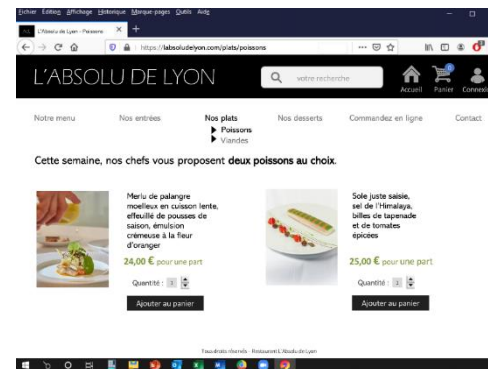 Fichier Édition Affichage Historique Marque-pages Outils Aide
L'Absolu de Lyon - Poissons
https://labsoludelyon.com/plats/poissons
L'ABSOLU DE LYON
votre recherche
Accueil Panier Connexi
0
Notre menu Nos entrées Nos plats Nos desserts Commandez en ligne Contact
Poissons
Viandes
Cette semaine, nos chefs vous proposent deux poissons au choix.
Merlu de palangre
moelleux en cuisson lente,
effeuillé de pousses de
saison, émulsion
crémeuse à la fleur
d'oranger
24,00 € pour une part
Quantité : 1
Ajouter au panier
Sole juste saisie,
sel de l'Himalaya,
billes de tapenade
et de tomates
épicées
25,00 € pour une part
Quantité : 1
Ajouter au panier
Tous droits réservés - Restaurant L'Absolu de Lyon